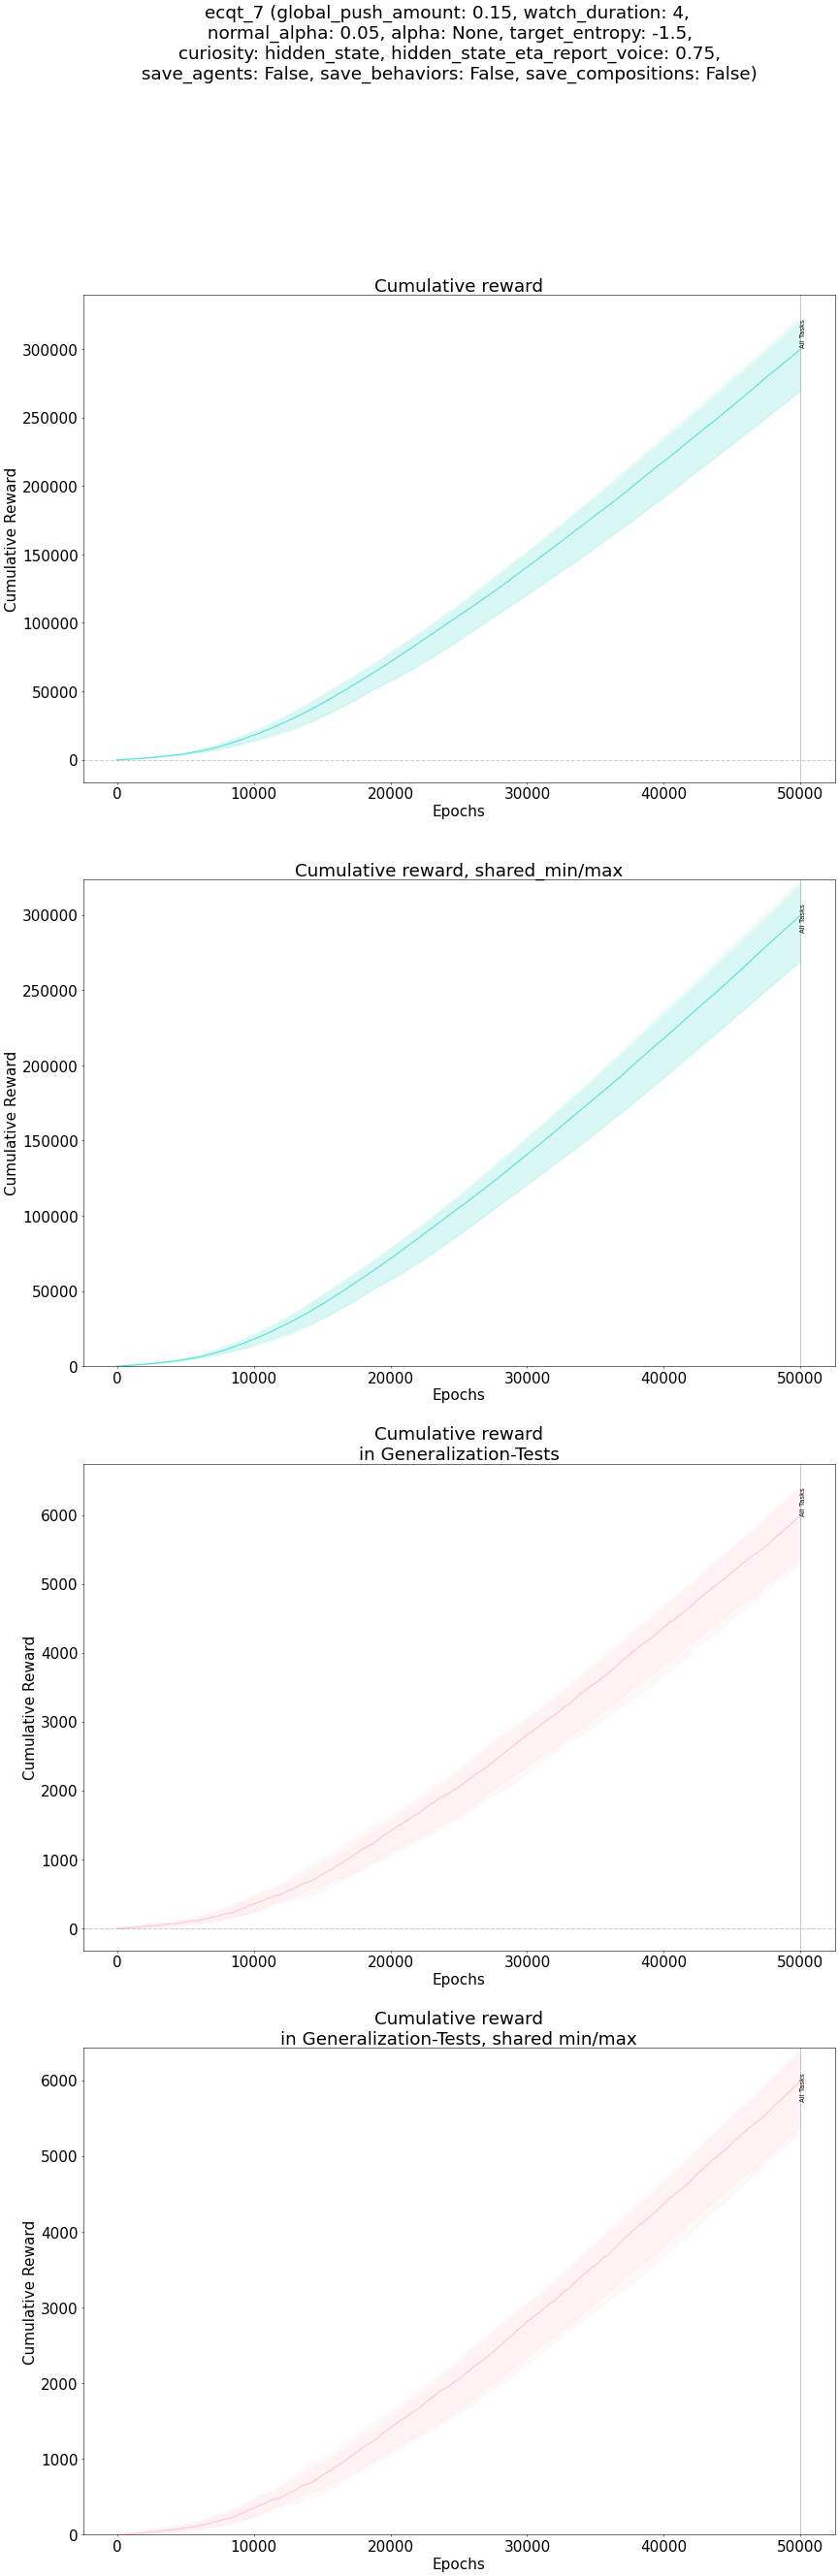 ecqt_7 (global_push_amount: 0.15, watch_duration: 4,
normal_alpha: 0.05, alpha: None, target_entropy: -1.5,
curiosity: hidden_state, hidden_state_eta_report_voice: 0.75,
save_agents: False, save_behaviors: False, save_compositions: False)
Cumulative reward
300000
250000
200000
150000
100000
50000
0
Cumulative Reward
All Tasks
0 10000 20000 30000 40000 50000
Epochs
Cumulative reward, shared_min/max
300000
250000
200000
150000
100000
50000
0
Cumulative Reward
All Tasks
0 10000 20000 30000 40000 50000
Epochs
Cumulative reward
in Generalization-Tests
6000
5000
4000
3000
2000
1000
0
Cumulative Reward
All Tasks
0 10000 20000 30000 40000 50000
Epochs
Cumulative reward
in Generalization-Tests, shared min/max
6000
5000
4000
3000
2000
1000
0
Cumulative Reward
All Tasks
0 10000 20000 30000 40000 50000
Epochs